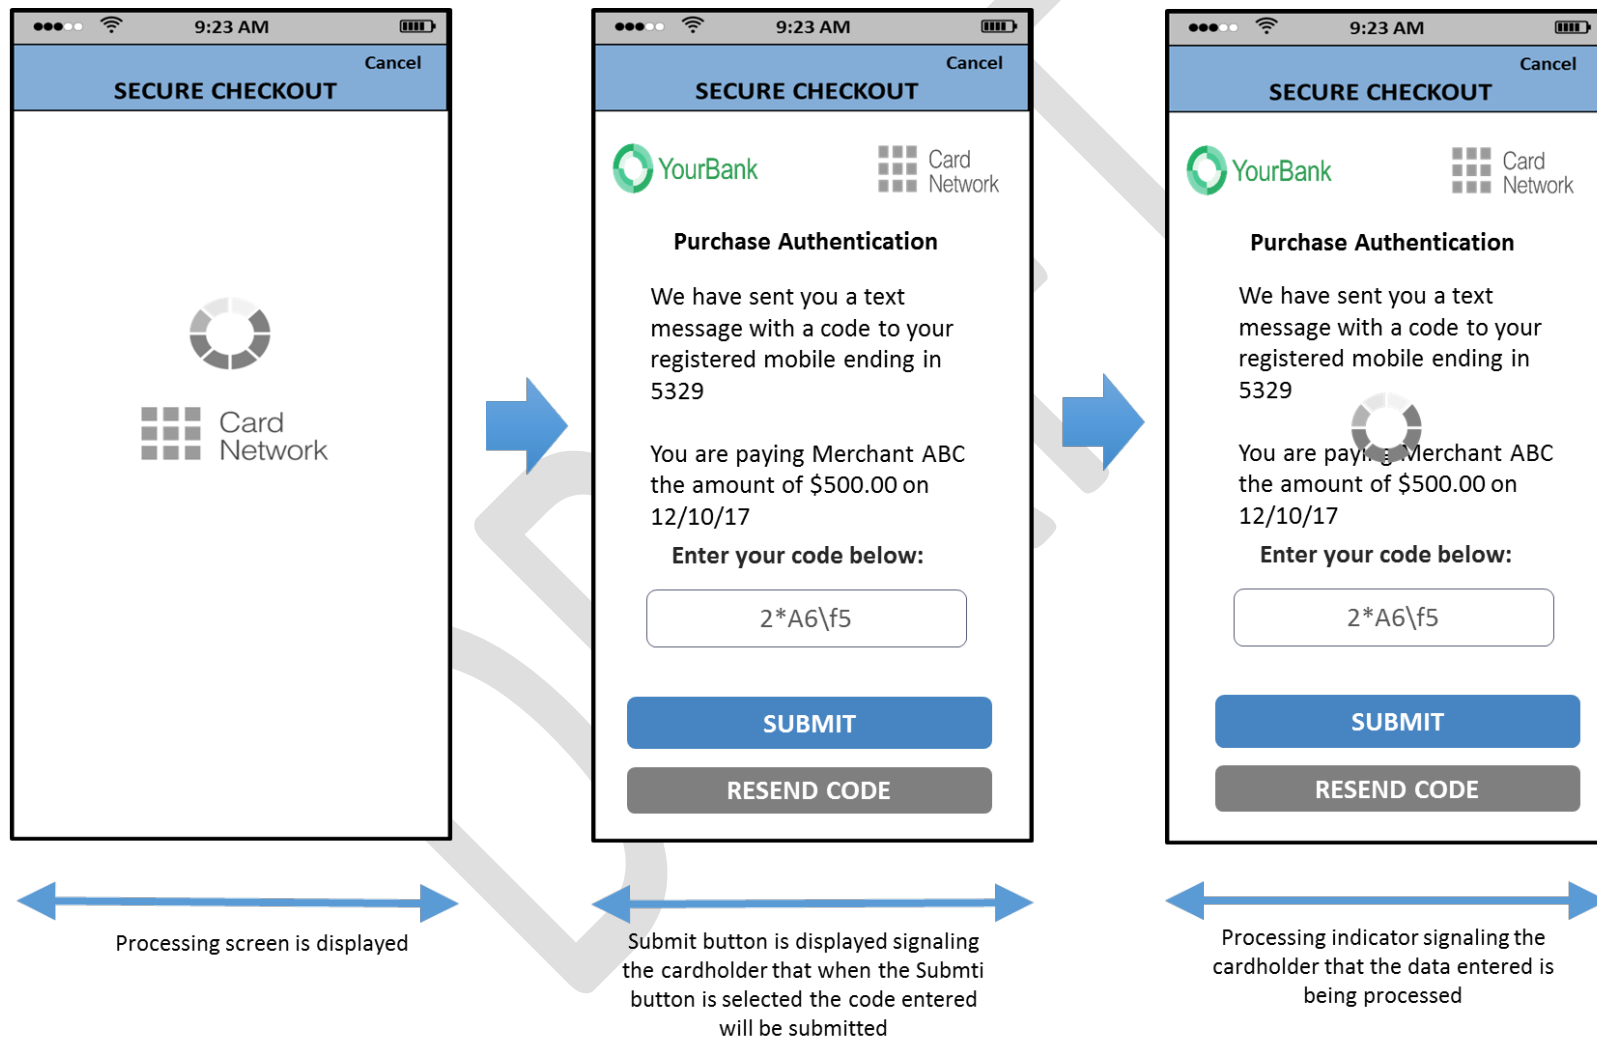 9:23 AM
Cancel
SECURE CHECKOUT
Card
Network
Processing screen is displayed
9:23 AM
Cancel
SECURE CHECKOUT
YourBank
Card
Network
Purchase Authentication
We have sent you a text
message with a code to your
registered mobile ending in
5329
You are paying Merchant ABC
the amount of $500.00 on
12/10/17
Enter your code below:
2*A6\f5
SUBMIT
RESEND CODE
Submit button is displayed signaling
the cardholder that when the Submti
button is selected the code entered
will be submitted
9:23 AM
Cancel
SECURE CHECKOUT
YourBank
Card
Network
Purchase Authentication
We have sent you a text
message with a code to your
registered mobile ending in
5329
You are paying Merchant ABC
the amount of $500.00 on
12/10/17
Enter your code below:
2*A6\f5
SUBMIT
RESEND CODE
Processing indicator signaling the
cardholder that the data entered is
being processed